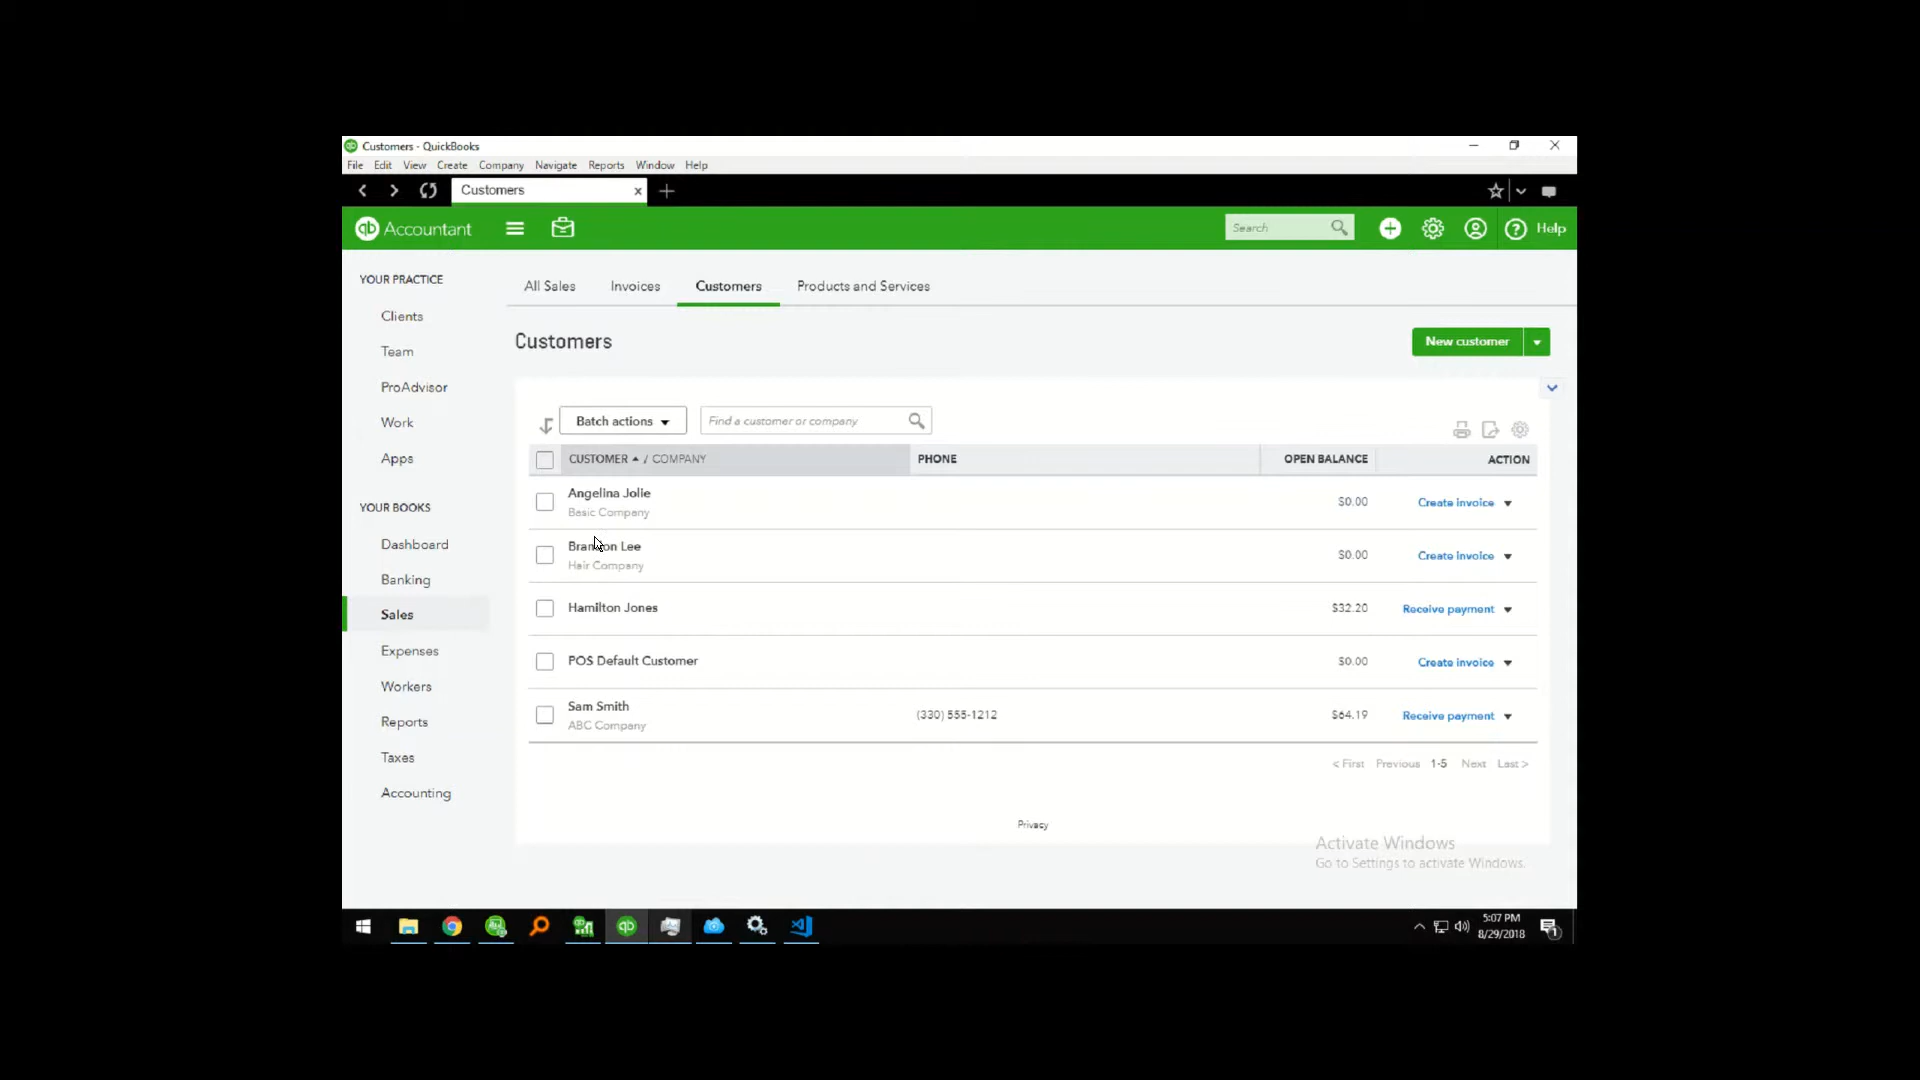 Customers - QuickBooks
File Edit View Create Company Navigate Reports Window Help
Customers x
qb Accountant Search Help
YOUR PRACTICE
Clients
Team
ProAdvisor
Work
Apps
YOUR BOOKS
Dashboard
Banking
Sales
Expenses
Workers
Reports
Taxes
Accounting
All Sales Invoices Customers Products and Services
Customers New customer
Batch actions Find a customer or company
CUSTOMER / COMPANY PHONE OPEN BALANCE ACTION
Angelina Jolie
Basic Company $0.00 Create invoice
Brandon Lee
Hair Company $0.00 Create invoice
Hamilton Jones $32.20 Receive payment
POS Default Customer $0.00 Create invoice
Sam Smith
ABC Company (330) 555-1212 $64.19 Receive payment
< First Previous 1-5 Next Last >
Privacy
Activate Windows
Go to Settings to activate Windows.
5:07 PM
8/29/2018
1